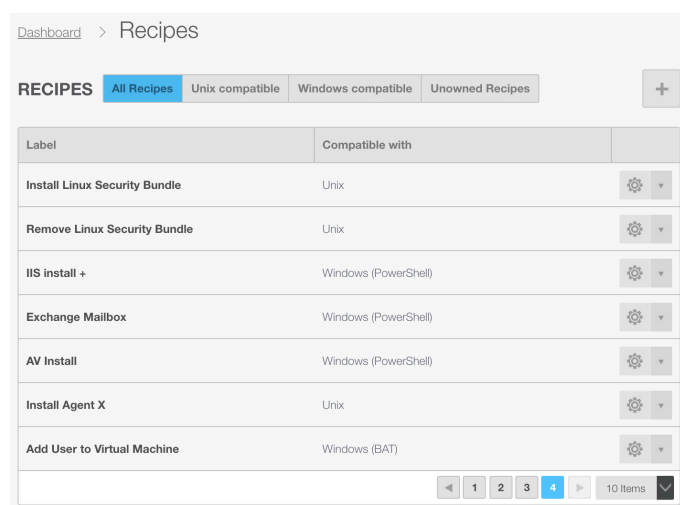 Dashboard > Recipes
RECIPES All Recipes Unix compatible Windows compatible Unowned Recipes +
Label Compatible with
Install Linux Security Bundle Unix
Remove Linux Security Bundle Unix
IIS install + Windows (PowerShell)
Exchange Mailbox Windows (PowerShell)
AV Install Windows (PowerShell)
Install Agent X Unix
Add User to Virtual Machine Windows (BAT)
1 2 3 4 10 Items